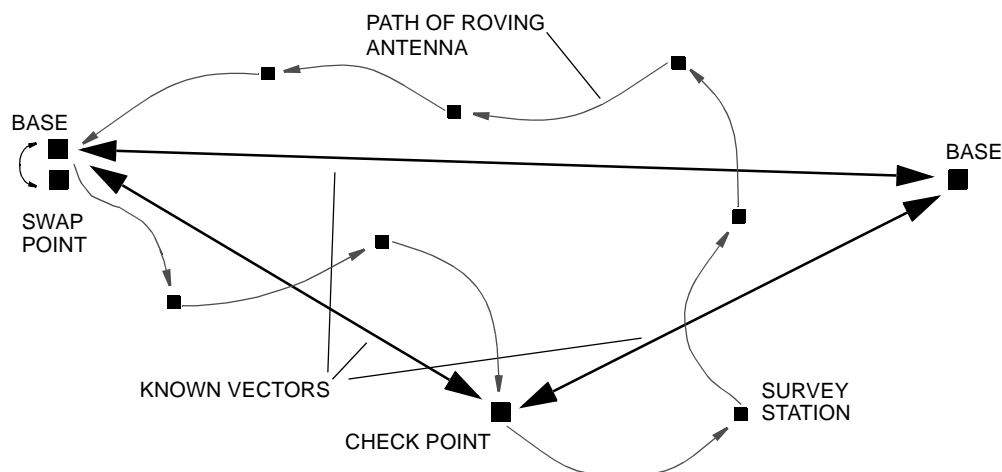 PATH OF ROVING
ANTENNA
BASE
BASE
SWAP
POINT
KNOWN VECTORS
SURVEY
STATION
CHECK POINT